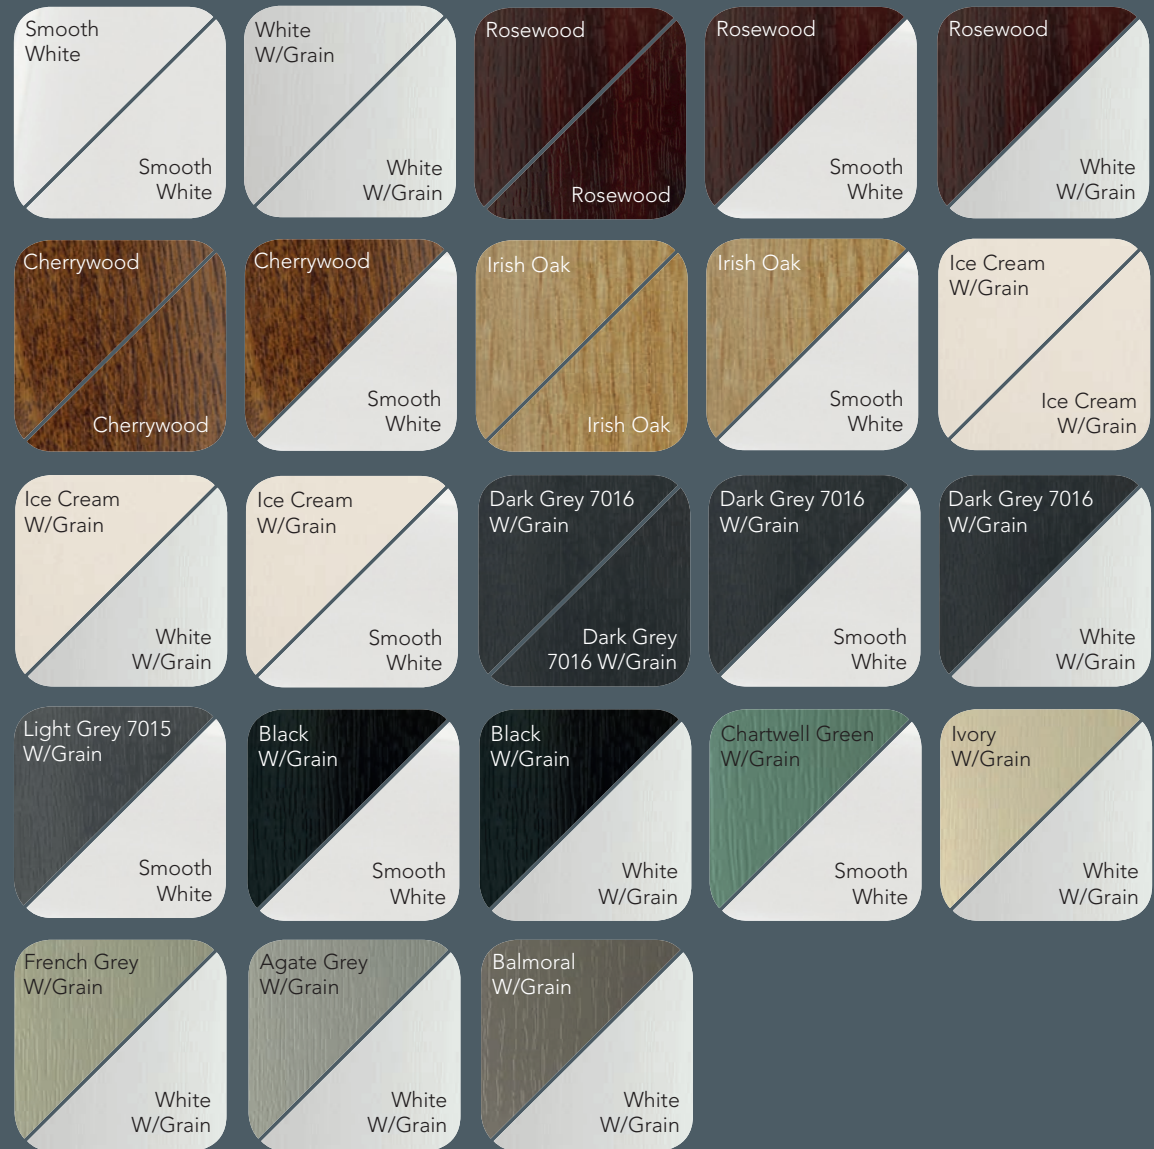 Smooth
White
Smooth
White
White
W/Grain
White
W/Grain
Rosewood
Rosewood
Rosewood
Smooth
White
Rosewood
White
W/Grain
Cherrywood
Cherrywood
Cherrywood
Smooth
White
Irish Oak
Irish Oak
Irish Oak
Smooth
White
Ice Cream
W/Grain
Ice Cream
W/Grain
Ice Cream
W/Grain
White
W/Grain
Ice Cream
W/Grain
Smooth
White
Dark Grey 7016
W/Grain
Dark Grey
7016 W/Grain
Dark Grey 7016
W/Grain
Smooth
White
Dark Grey 7016
W/Grain
White
W/Grain
Light Grey 7015
W/Grain
Smooth
White
Black
W/Grain
Smooth
White
Black
W/Grain
White
W/Grain
Chartwell Green
W/Grain
Smooth
White
Ivory
W/Grain
White
W/Grain
French Grey
W/Grain
White
W/Grain
Agate Grey
W/Grain
White
W/Grain
Balmoral
W/Grain
White
W/Grain